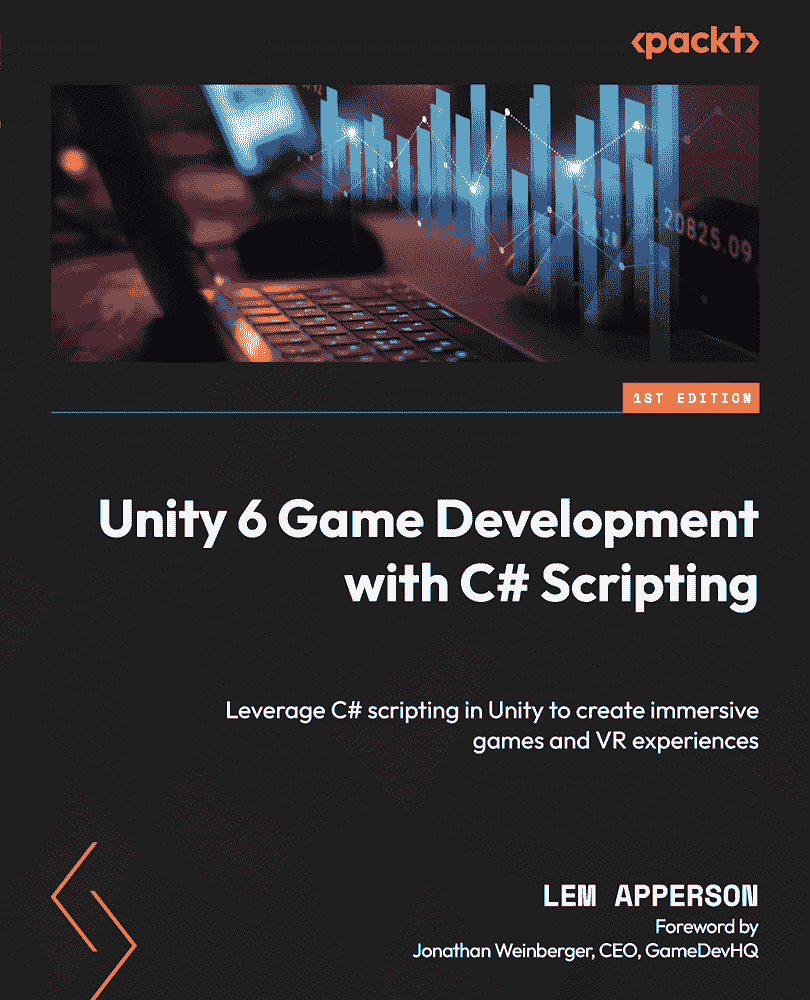 <packt>
20825.09
1ST EDITION
Unity 6 Game Development
with C# Scripting
Leverage C# scripting in Unity to create immersive
games and VR experiences
LEM APPERSON
Foreword by
Jonathan Weinberger, CEO, GameDevHQ